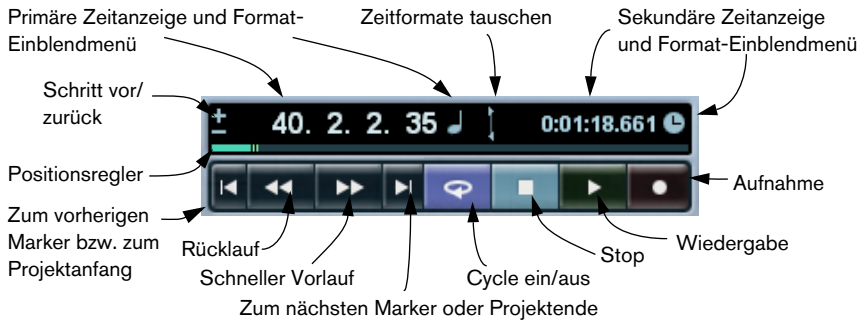 Primäre Zeitanzeige und Format-
Einblendmenü
Zeitformate tauschen
Sekundäre Zeitanzeige
und Format-Einblendmenü
Schritt vor/
zurück
40. 2. 2. 35
0:01:18.661
Positionsregler
Aufnahme
Zum vorherigen
Marker bzw. zum
Projektanfang
Rücklauf
Wiedergabe
Stop
Schneller Vorlauf
Cycle ein/aus
Zum nächsten Marker oder Projektende